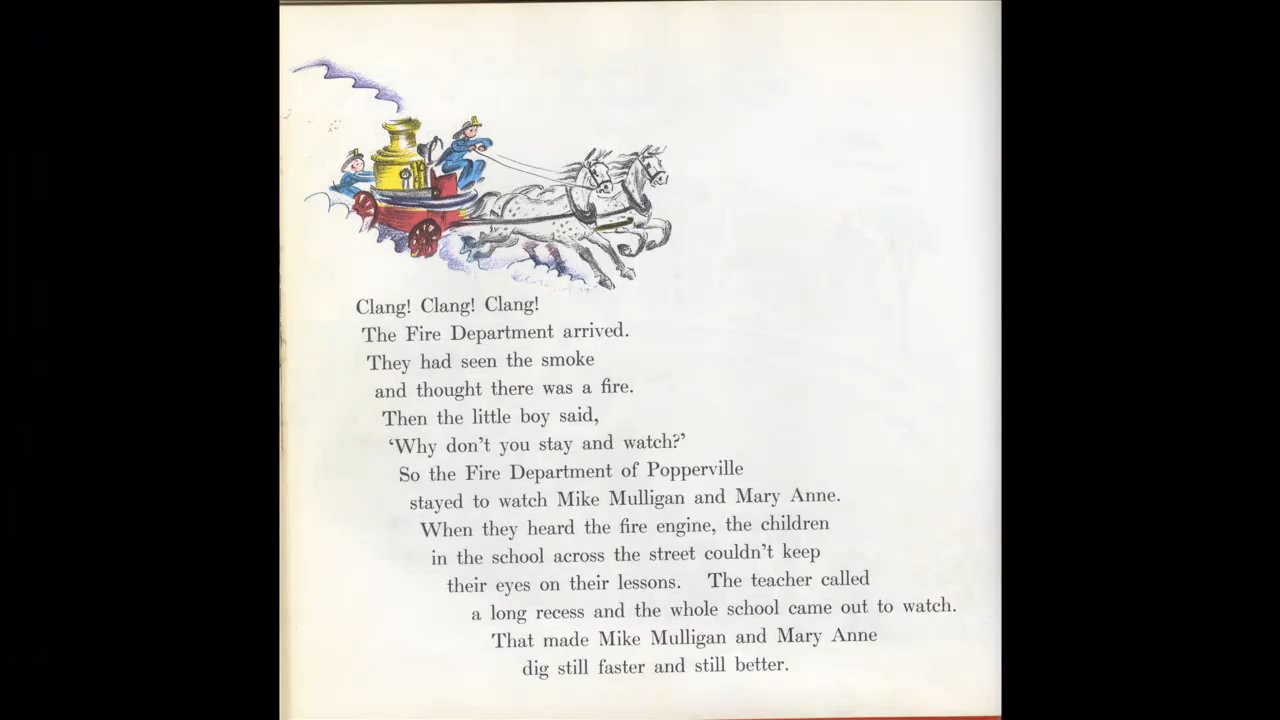 Clang! Clang! Clang!
The Fire Department arrived.
They had seen the smoke
and thought there was a fire.
Then the little boy said,
‘Why don’t you stay and watch?’
So the Fire Department of Popperville
stayed to watch Mike Mulligan and Mary Anne.
When they heard the fire engine, the children
in the school across the street couldn’t keep
their eyes on their lessons. The teacher called
a long recess and the whole school came out to watch.
That made Mike Mulligan and Mary Anne
dig still faster and still better.